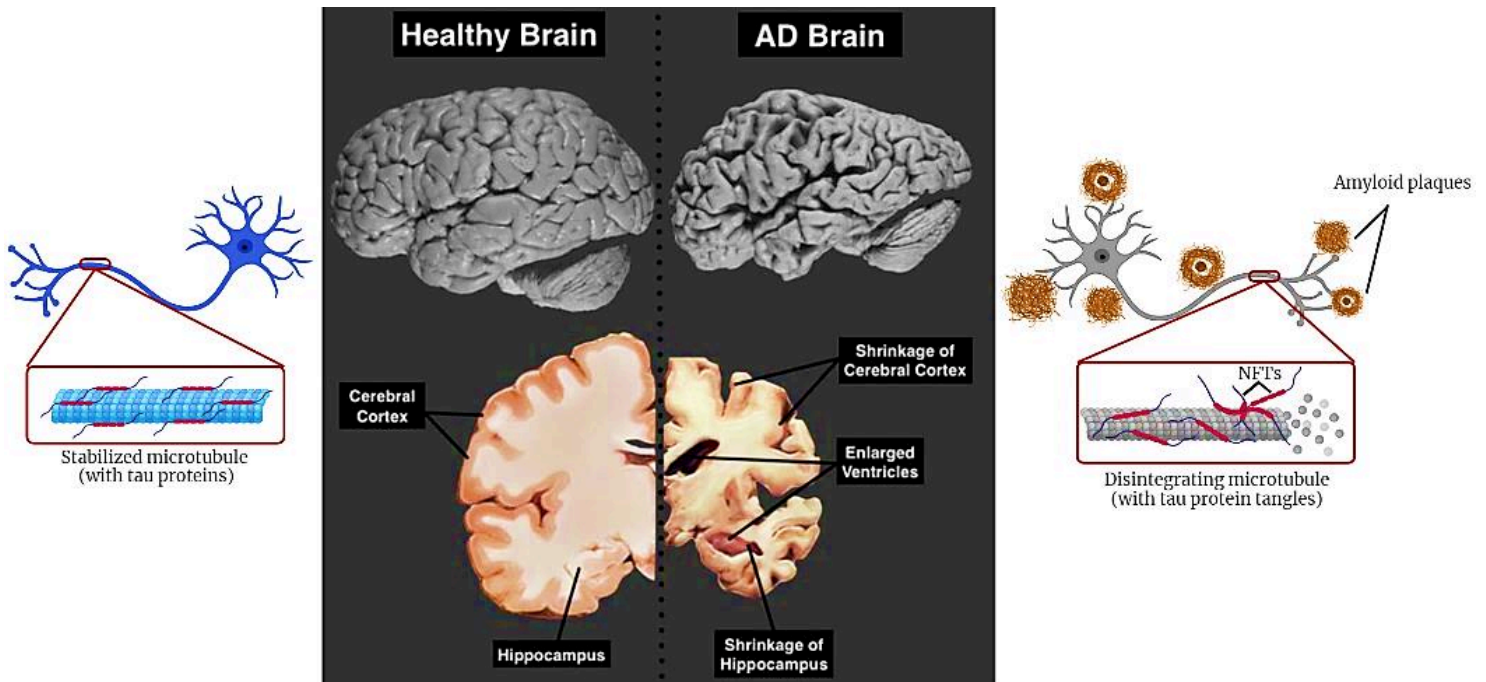 Healthy Brain
AD Brain
Amyloid plaques
Shrinkage of
Cerebral Cortex
NFTs
Cerebral
Cortex
Stabilized microtubule
(with tau proteins)
Enlarged
Ventricles
Disintegrating microtubule
(with tau protein tangles)
Hippocampus
Shrinkage of
Hippocampus